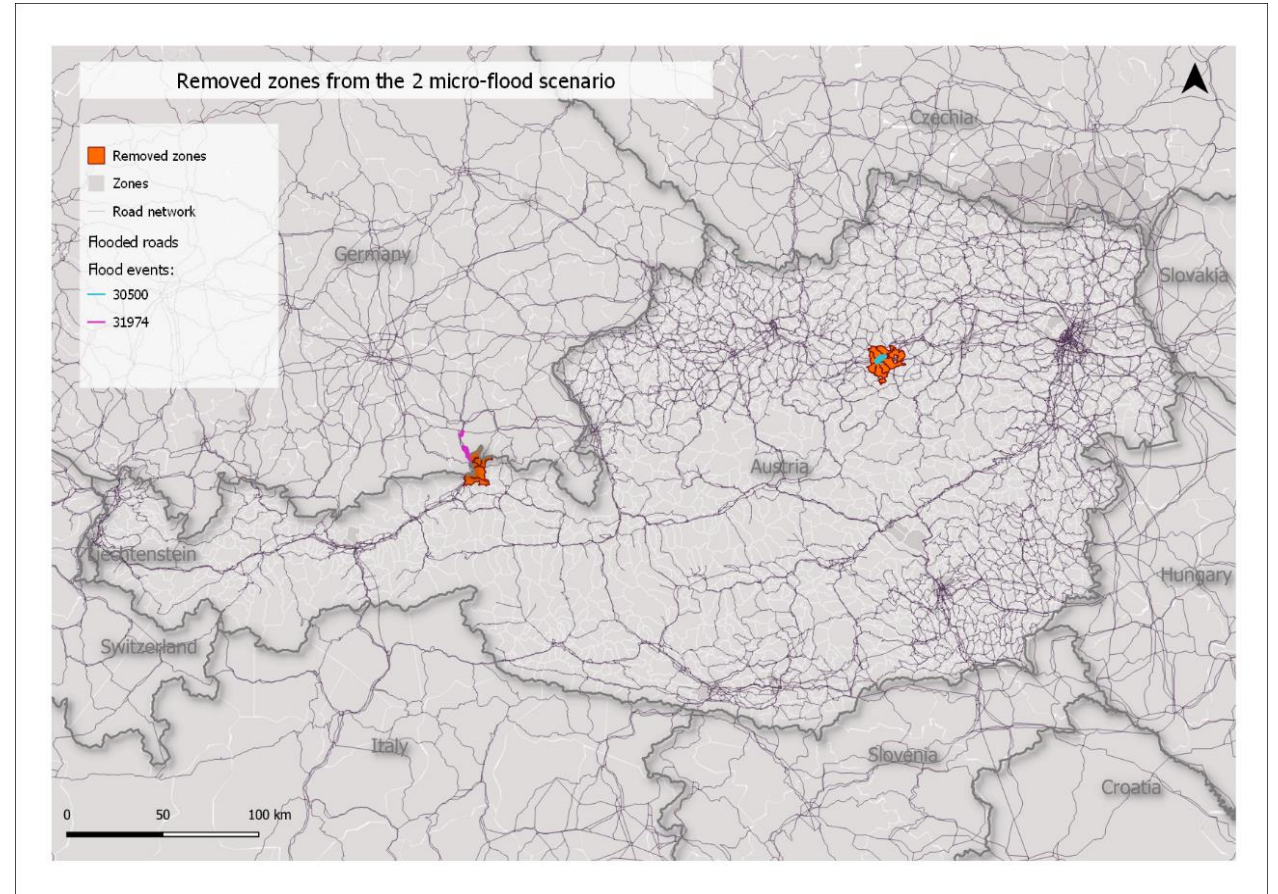 Removed zones from the 2 micro-flood scenario
Removed zones
Zones
Road network
Flooded roads
Flood events:
30500
31974
Czechia
Germany
Slovakia
Austria
Liechtenstein
Hungary
Switzerland
Italy
Slovenia
Croatia
0 50 100 km